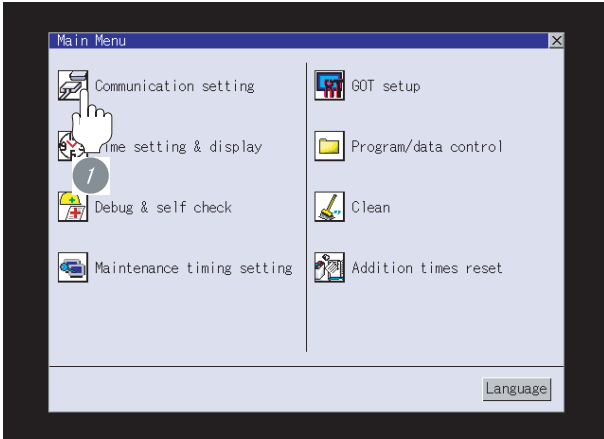 Main Menu
Communication setting
Time setting & display
1
Debug & self check
Maintenance timing setting
GOT setup
Program/data control
Clean
Addition times reset
Language